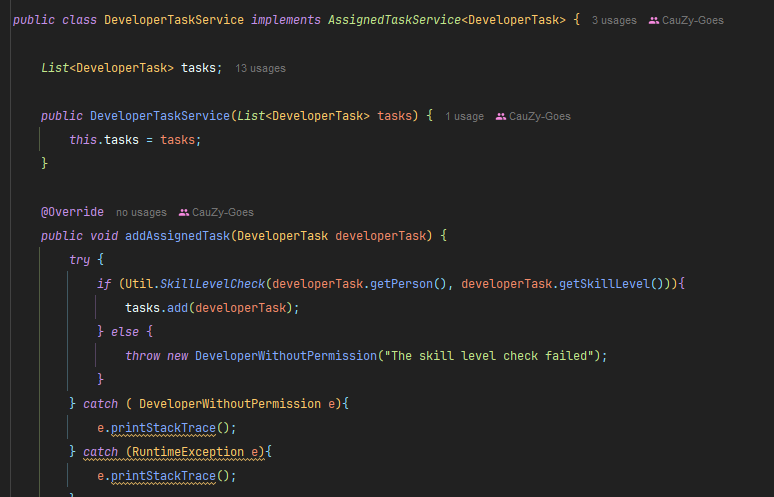 public class DeveloperTaskService implements AssignedTaskService<DeveloperTask> { 3 usages CauZy-Goes
List<DeveloperTask> tasks; 13 usages
public DeveloperTaskService(List<DeveloperTask> tasks) { 1 usage CauZy-Goes
this.tasks = tasks;
}
@Override no usages CauZy-Goes
public void addAssignedTask(DeveloperTask developerTask) {
try {
if (Util.SkillLevelCheck(developerTask.getPerson(), developerTask.getSkillLevel())){
tasks.add(developerTask);
} else {
throw new DeveloperWithoutPermission("The skill level check failed");
}
} catch ( DeveloperWithoutPermission e){
e.printStackTrace();
} catch (RuntimeException e){
e.printStackTrace();
}